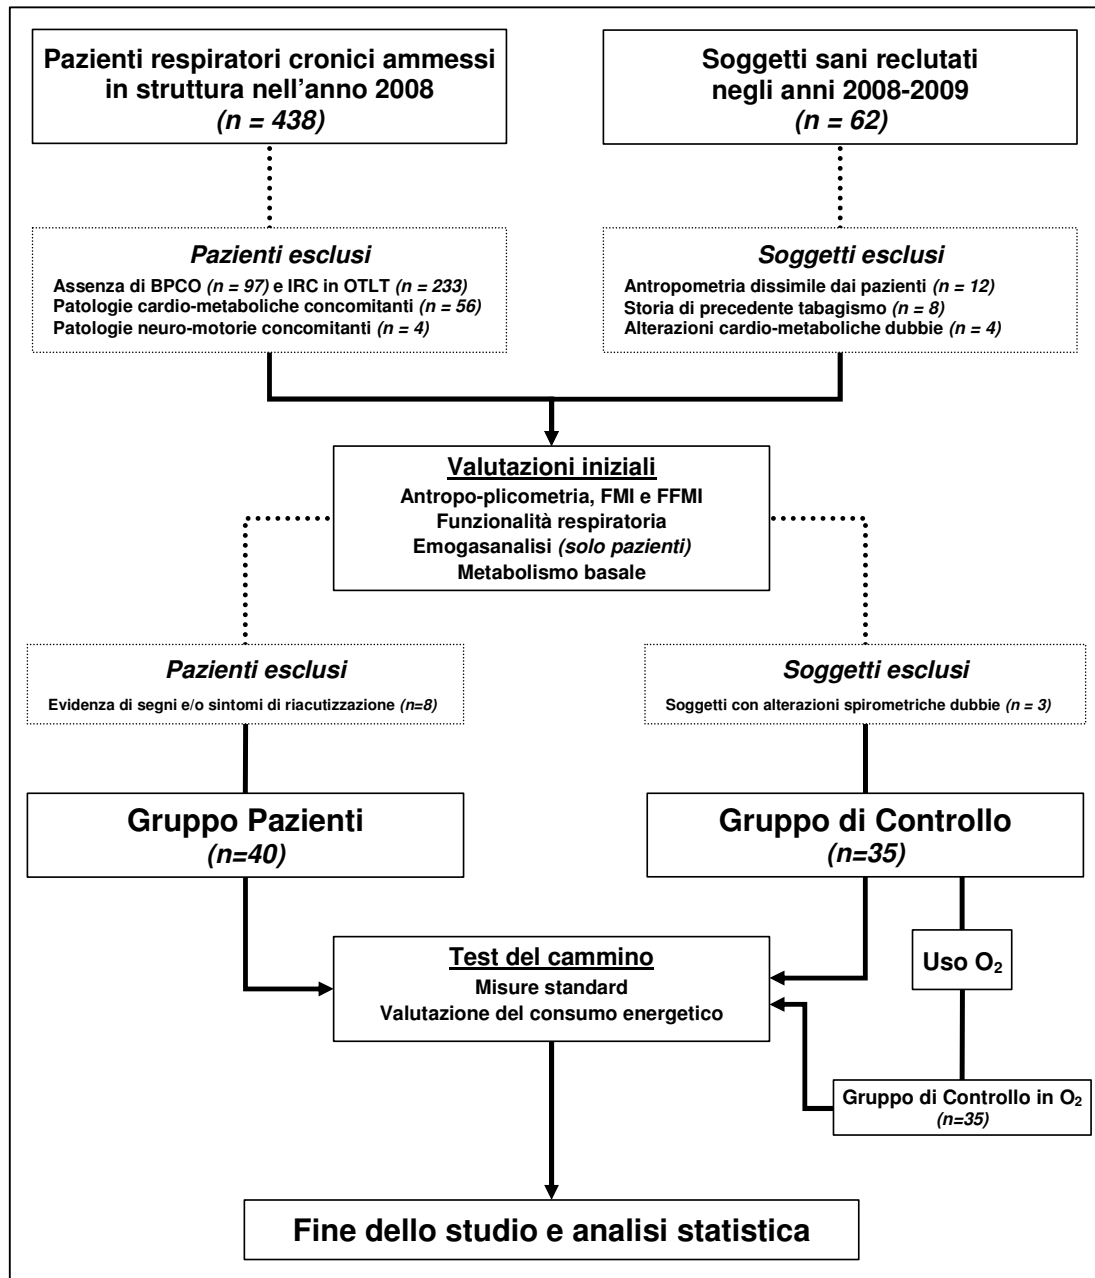 Pazienti respiratori cronici ammessi
in struttura nell'anno 2008
(n = 438)
Soggetti sani reclutati
negli anni 2008-2009
(n = 62)
Pazienti esclusi
Assenza di BPCO (n = 97) e IRC in OTLT (n = 233)
Patologie cardio-metaboliche concomitanti (n = 56)
Patologie neuro-motorie concomitanti (n = 4)
Soggetti esclusi
Antropometria dissimile dai pazienti (n = 12)
Storia di precedente tabagismo (n = 8)
Alterazioni cardio-metaboliche dubbie (n = 4)
Valutazioni iniziali
Antropo-plicometria, FMI e FFMI
Funzionalità respiratoria
Emogasanalisi (solo pazienti)
Metabolismo basale
Pazienti esclusi
Evidenza di segni e/o sintomi di riacutizzazione (n=8)
Soggetti esclusi
Soggetti con alterazioni spirometriche dubbie (n = 3)
Gruppo Pazienti
(n=40)
Gruppo di Controllo
(n=35)
Test del cammino
Misure standard
Valutazione del consumo energetico
Uso O₂
Gruppo di Controllo in O₂
(n=35)
Fine dello studio e analisi statistica